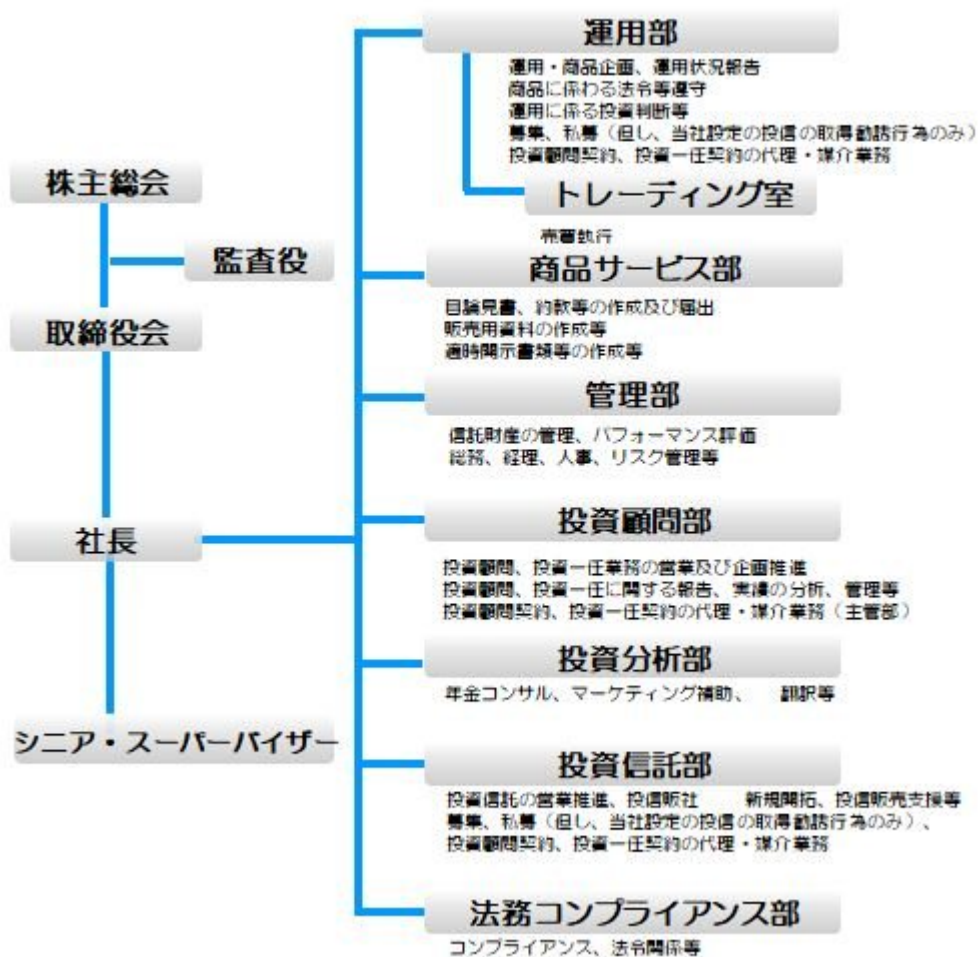 株主総会
監査役
取締役会
社長
シニア・スーパーバイザー
運用部
運用・商品企画、運用状況報告
商品に係わる法令等遵守
運用に係る投資判断等
募集、私募（但し、当社設定の投信の取得勧誘行為のみ）
投資顧問契約、投資一任契約の代理・媒介業務
トレーディング室
売買執行
商品サービス部
目論見書、約款等の作成及び届出
販売用資料の作成等
適時開示書類等の作成等
管理部
信託財産の管理、パフォーマンス評価
総務、経理、人事、リスク管理等
投資顧問部
投資顧問、投資一任業務の営業及び企画推進
投資顧問、投資一任に関する報告、実績の分析、管理等
投資顧問契約、投資一任契約の代理・媒介業務（主管部）
投資分析部
年金コンサル、マーケティング補助、　翻訳等
投資信託部
投資信託の営業推進、投信販社　新規開拓、投信販売支援等
募集、私募（但し、当社設定の投信の取得勧誘行為のみ）、
投資顧問契約、投資一任契約の代理・媒介業務
法務コンプライアンス部
コンプライアンス、法令関係等